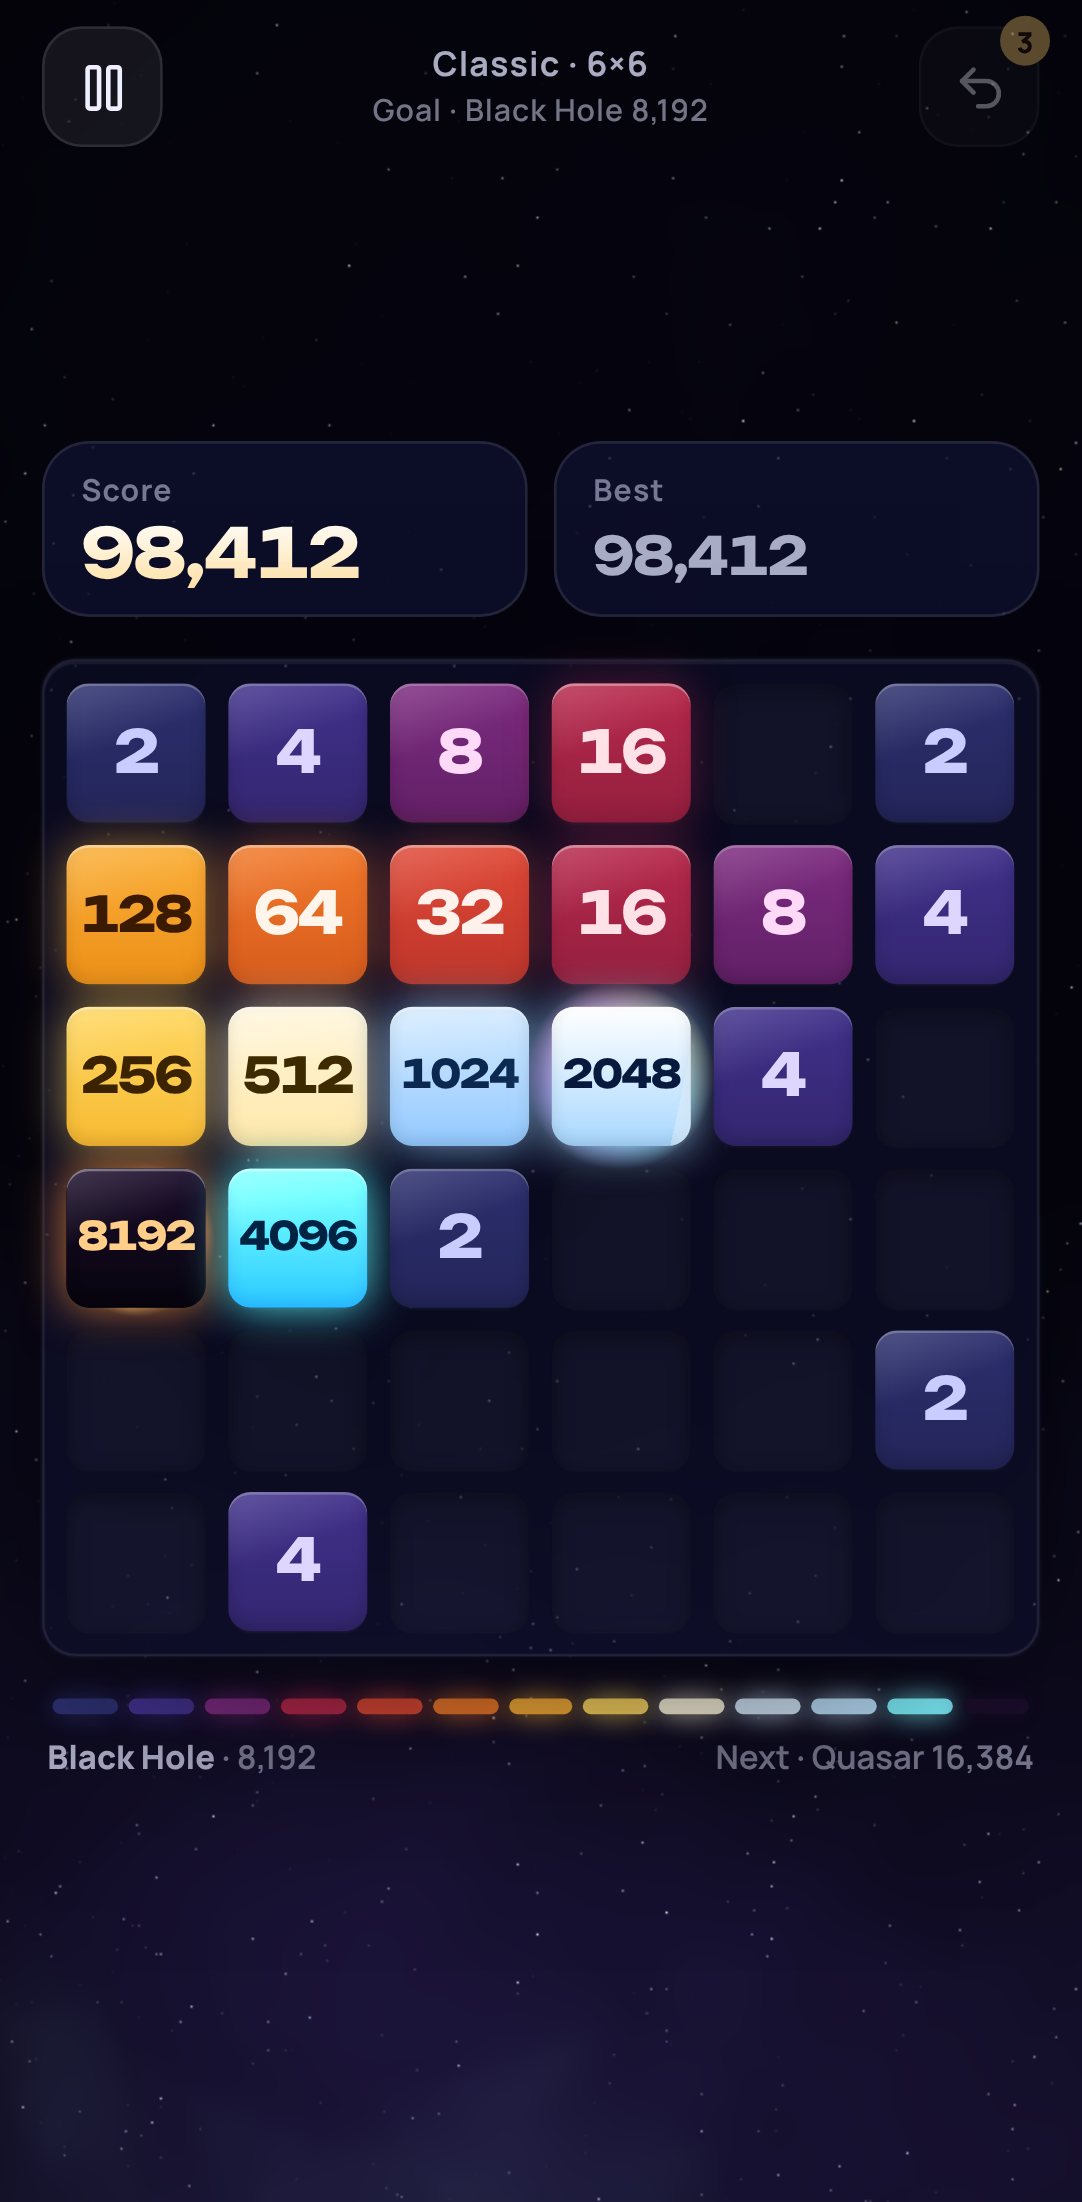 Classic · 6×6
3
Goal · Black Hole 8,192
Score
98,412
Best
98,412
2 4 8 16 2
128 64 32 16 8 4
256 512 1024 2048 4
8192 4096 2
2
4
Black Hole · 8,192
Next · Quasar 16,384